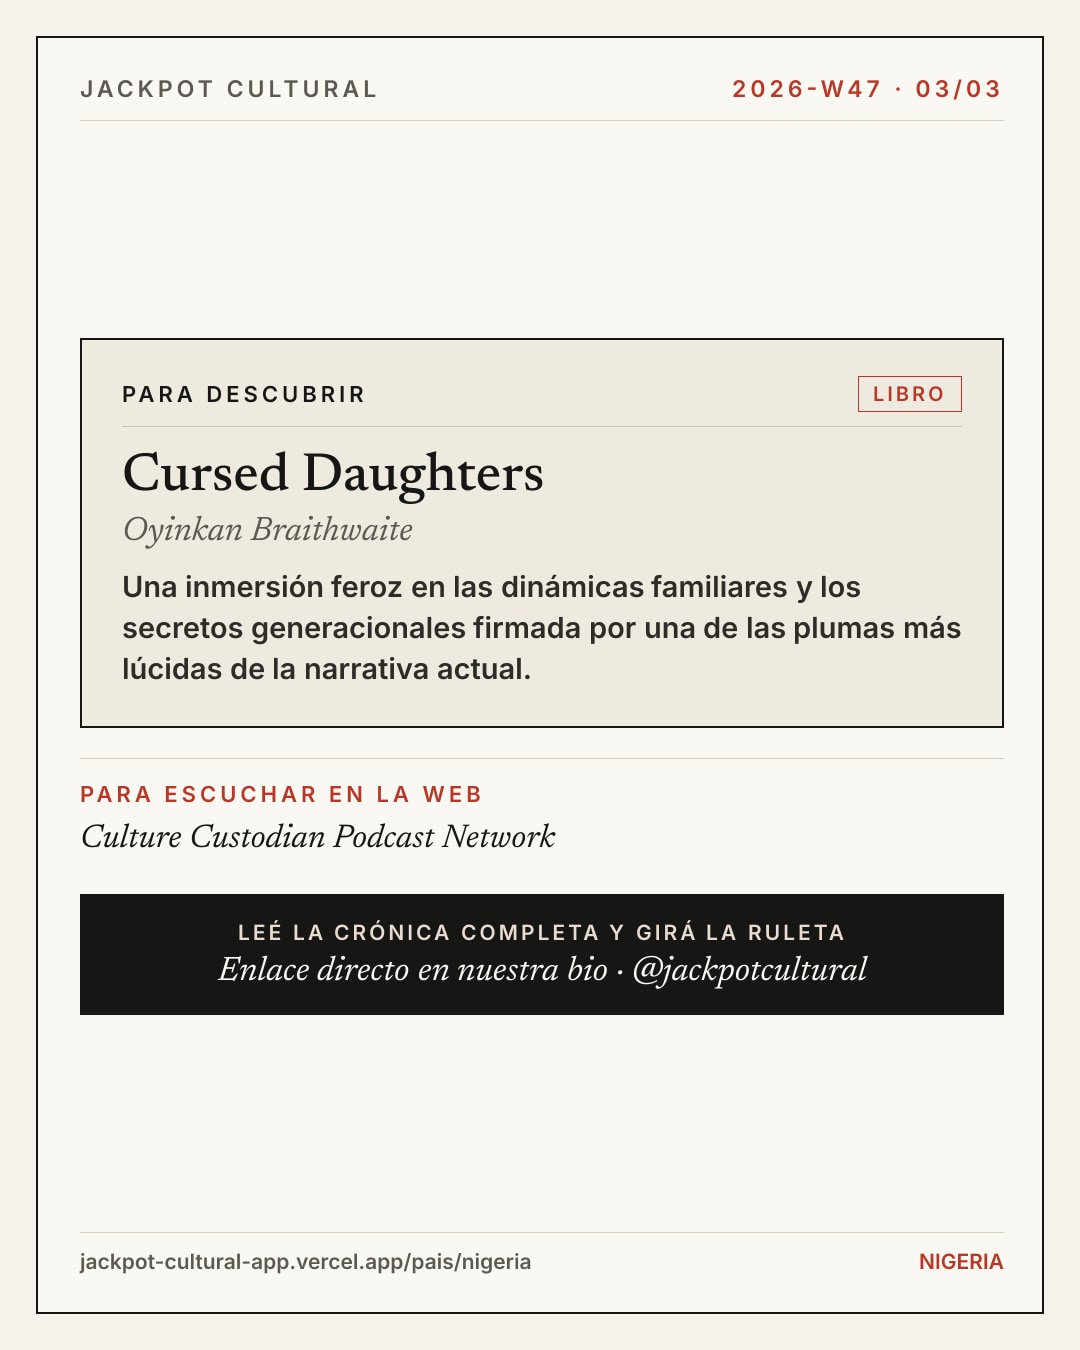 JACKPOT CULTURAL
2026-W47 · 03/03
PARA DESCUBRIR
LIBRO
Cursed Daughters
Oyinkan Braithwaite
Una inmersión feroz en las dinámicas familiares y los
secretos generacionales firmada por una de las plumas más
lúcidas de la narrativa actual.
PARA ESCUCHAR EN LA WEB
Culture Custodian Podcast Network
LEÉ LA CRÓNICA COMPLETA Y GIRÁ LA RULETA
Enlace directo en nuestra bio · @jackpotcultural
jackpot-cultural-app.vercel.app/pais/nigeria
NIGERIA